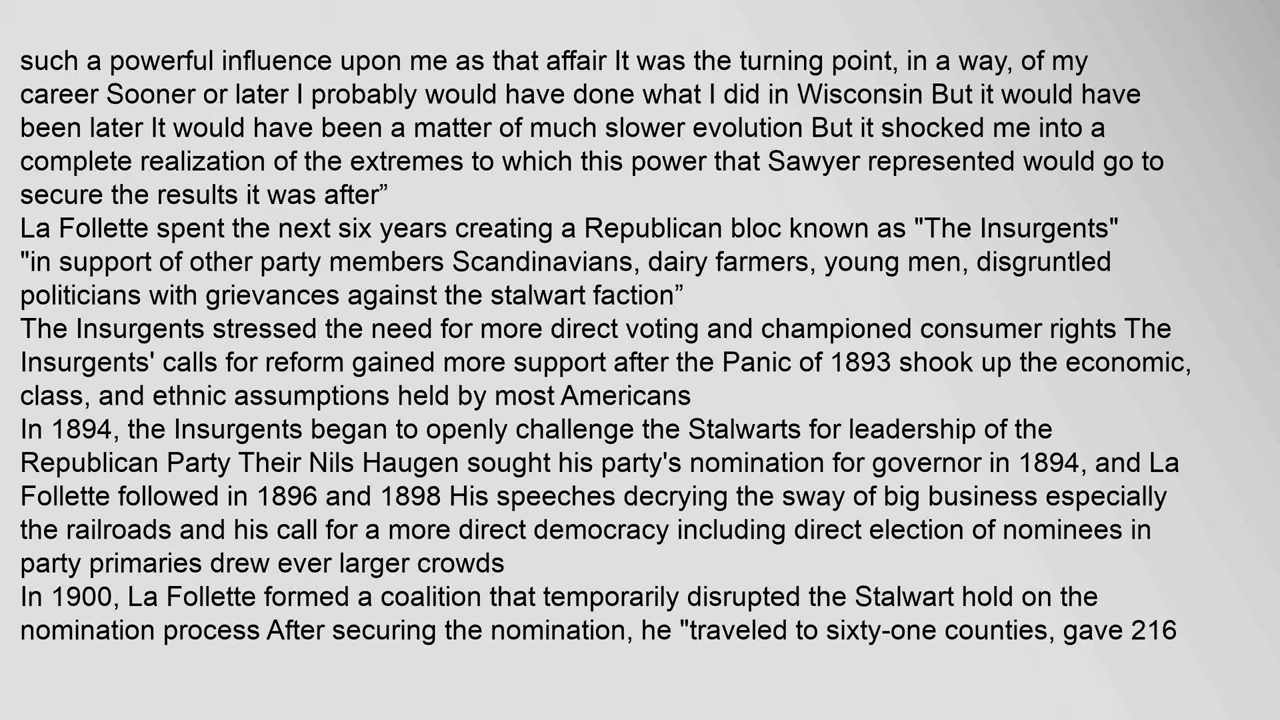 such a powerful influence upon me as that affair It was the turning point, in a way, of my
career Sooner or later I probably would have done what I did in Wisconsin But it would have
been later It would have been a matter of much slower evolution But it shocked me into a
complete realization of the extremes to which this power that Sawyer represented would go to
secure the results it was after”
La Follette spent the next six years creating a Republican bloc known as "The Insurgents"
"in support of other party members Scandinavians, dairy farmers, young men, disgruntled
politicians with grievances against the stalwart faction”
The Insurgents stressed the need for more direct voting and championed consumer rights The
Insurgents' calls for reform gained more support after the Panic of 1893 shook up the economic,
class, and ethnic assumptions held by most Americans
In 1894, the Insurgents began to openly challenge the Stalwarts for leadership of the
Republican Party Their Nils Haugen sought his party's nomination for governor in 1894, and La
Follette followed in 1896 and 1898 His speeches decrying the sway of big business especially
the railroads and his call for a more direct democracy including direct election of nominees in
party primaries drew ever larger crowds
In 1900, La Follette formed a coalition that temporarily disrupted the Stalwart hold on the
nomination process After securing the nomination, he "traveled to sixty-one counties, gave 216